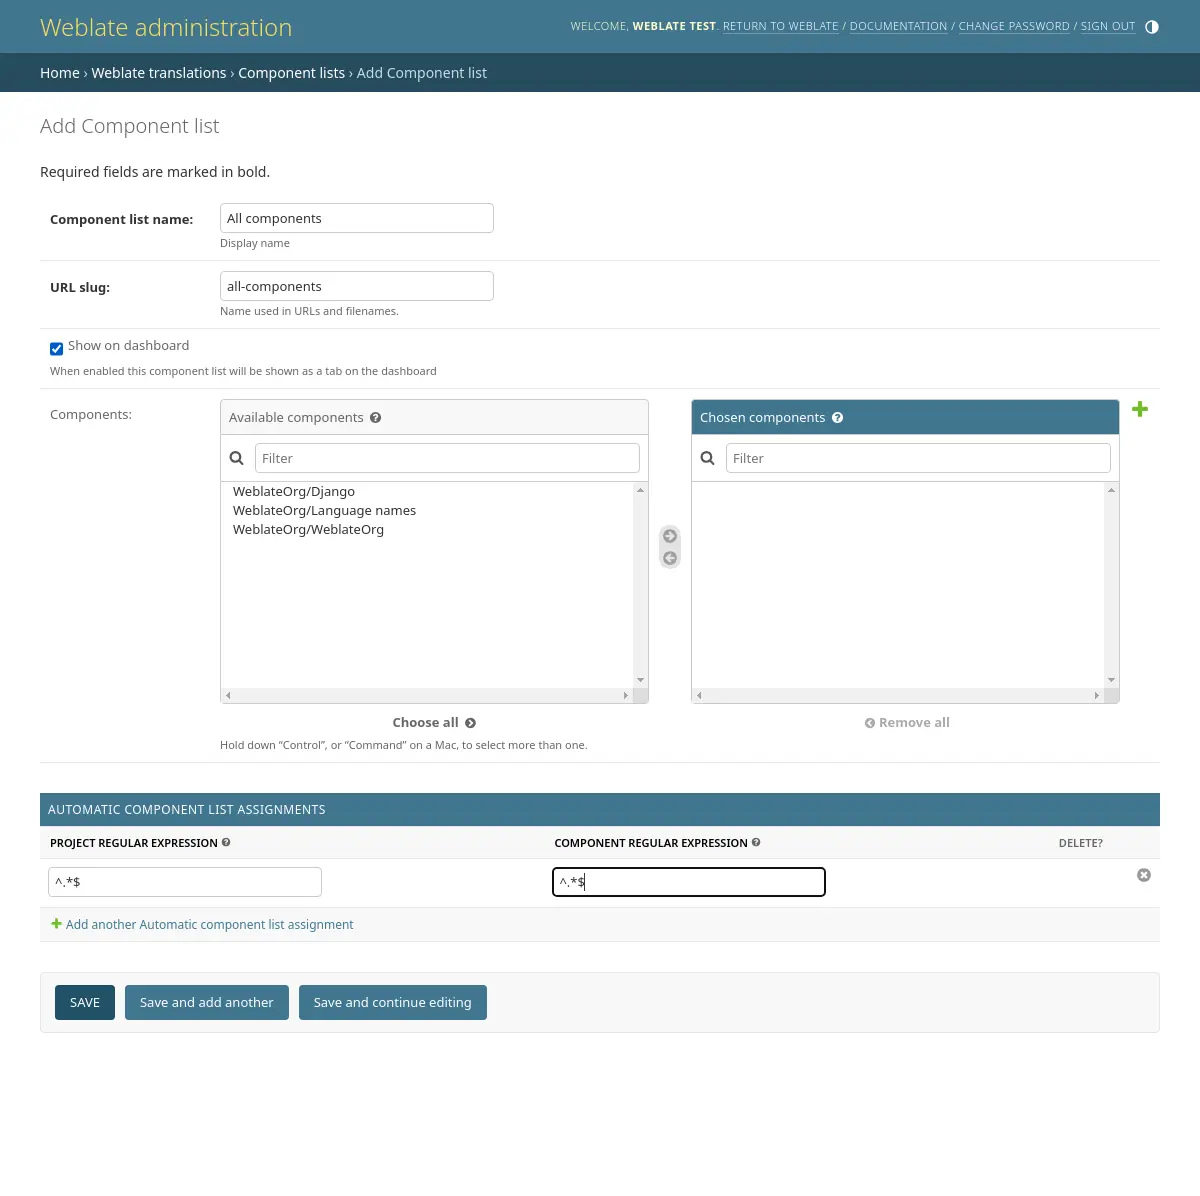 Weblate administration
WELCOME, WEBLATE TEST. RETURN TO WEBLATE / DOCUMENTATION / CHANGE PASSWORD / SIGN OUT
Home › Weblate translations › Component lists › Add Component list
Add Component list
Required fields are marked in bold.
Component list name:
All components
Display name
URL slug:
all-components
Name used in URLs and filenames.
Show on dashboard
When enabled this component list will be shown as a tab on the dashboard
Components:
Available components
Chosen components
Filter
Filter
WeblateOrg/Django
WeblateOrg/Language names
WeblateOrg/WeblateOrg
Choose all
Remove all
Hold down “Control”, or “Command” on a Mac, to select more than one.
AUTOMATIC COMPONENT LIST ASSIGNMENTS
PROJECT REGULAR EXPRESSION
COMPONENT REGULAR EXPRESSION
DELETE?
^.*$
^.*$
Add another Automatic component list assignment
SAVE
Save and add another
Save and continue editing